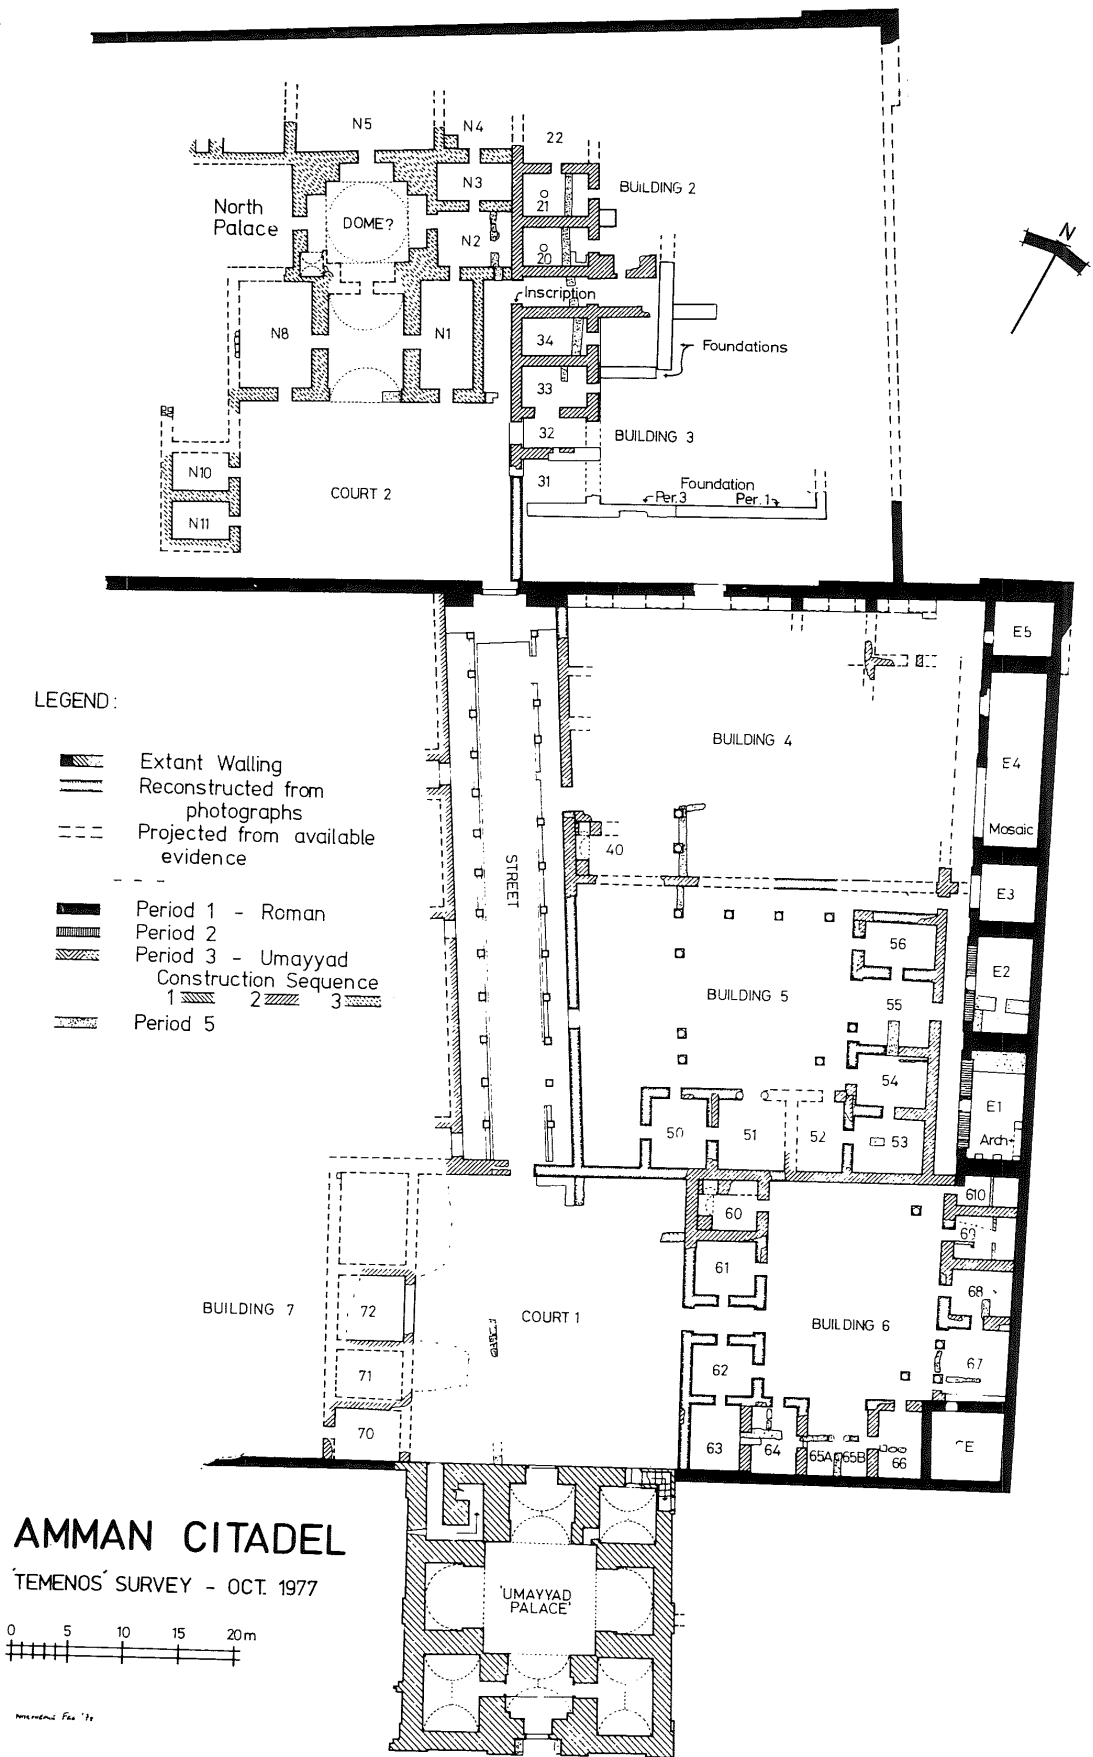 N5
N4
22
N3
BUILDING 2
North
Palace
DOME?
21
N2
20
N
Inscription
N8
N1
34
Foundations
33
32
BUILDING 3
N10
COURT 2
31
Foundation
Per.3
Per.1
N11
E5
LEGEND:
Extant Walling
Reconstructed from
photographs
Projected from available
evidence
Period 1 - Roman
Period 2
Period 3 - Umayyad
Construction Sequence
1 2 3
Period 5
BUILDING 4
E4
Mosaic
40
STREET
E3
56
E2
BUILDING 5
55
54
E1
50
51
52
53
Arch
610
60
69
61
68
BUILDING 7
72
COURT 1
BUILDING 6
71
62
67
70
63
64
65A
65B
66
CE
AMMAN CITADEL
'TEMENOS' SURVEY - OCT. 1977
'UMAYYAD
PALACE'
0 5 10 15 20m